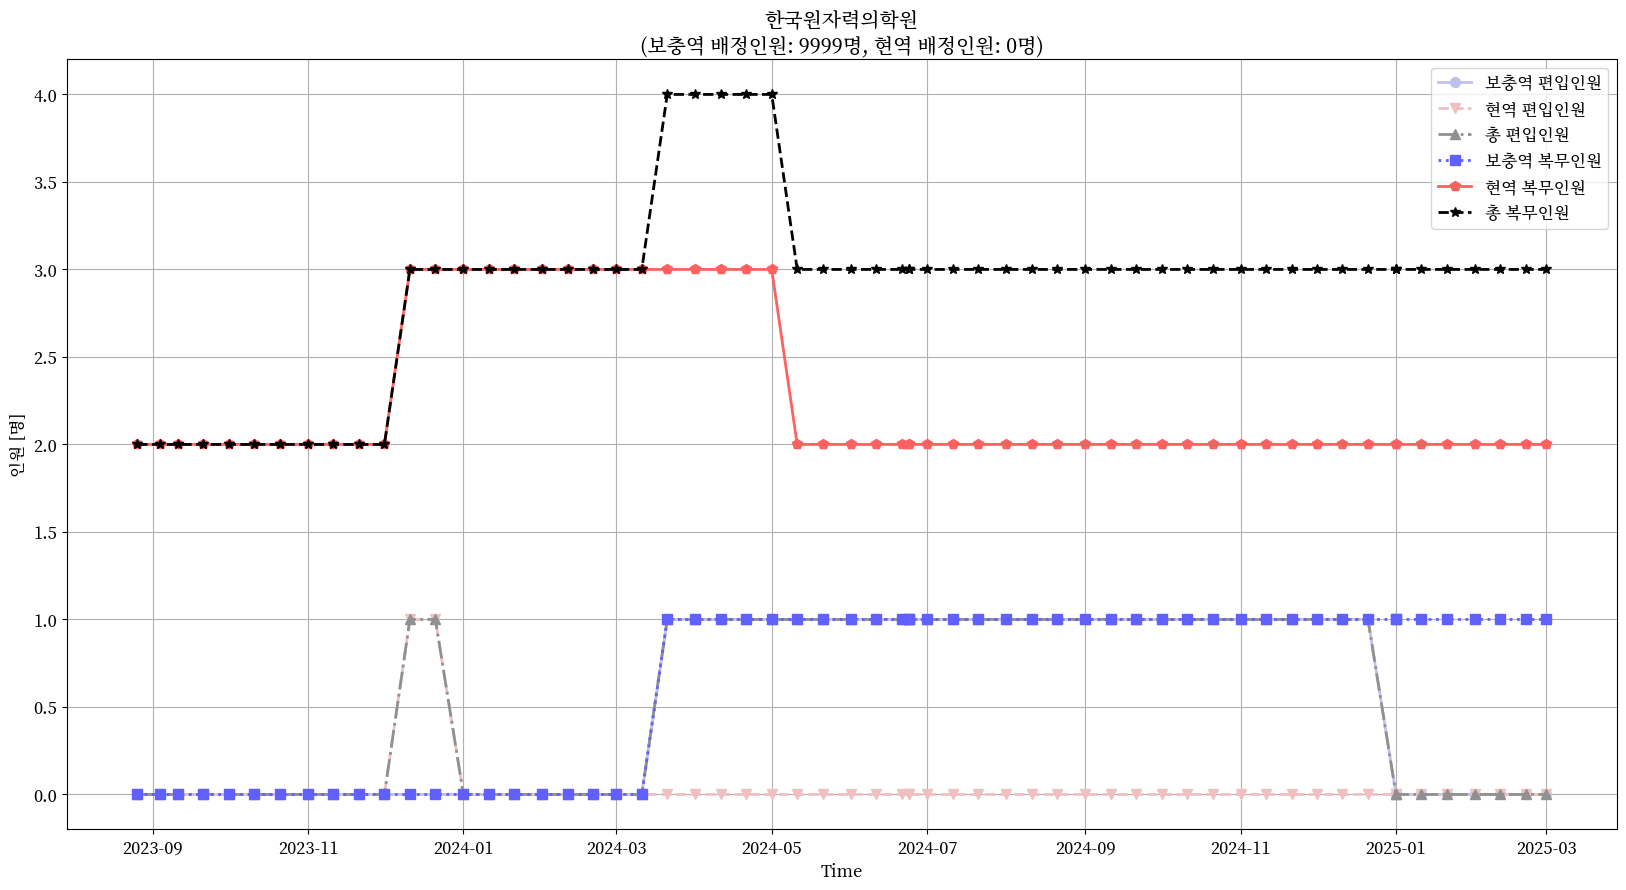 한국원자력의학원
(보충역 배정인원: 9999명, 현역 배정인원: 0명)
보충역 편입인원
현역 편입인원
총 편입인원
보충역 복무인원
현역 복무인원
총 복무인원
인원 [명]
4.0
3.5
3.0
2.5
2.0
1.5
1.0
0.5
0.0
2023-09 2023-11 2024-01 2024-03 2024-05 2024-07 2024-09 2024-11 2025-01 2025-03
Time